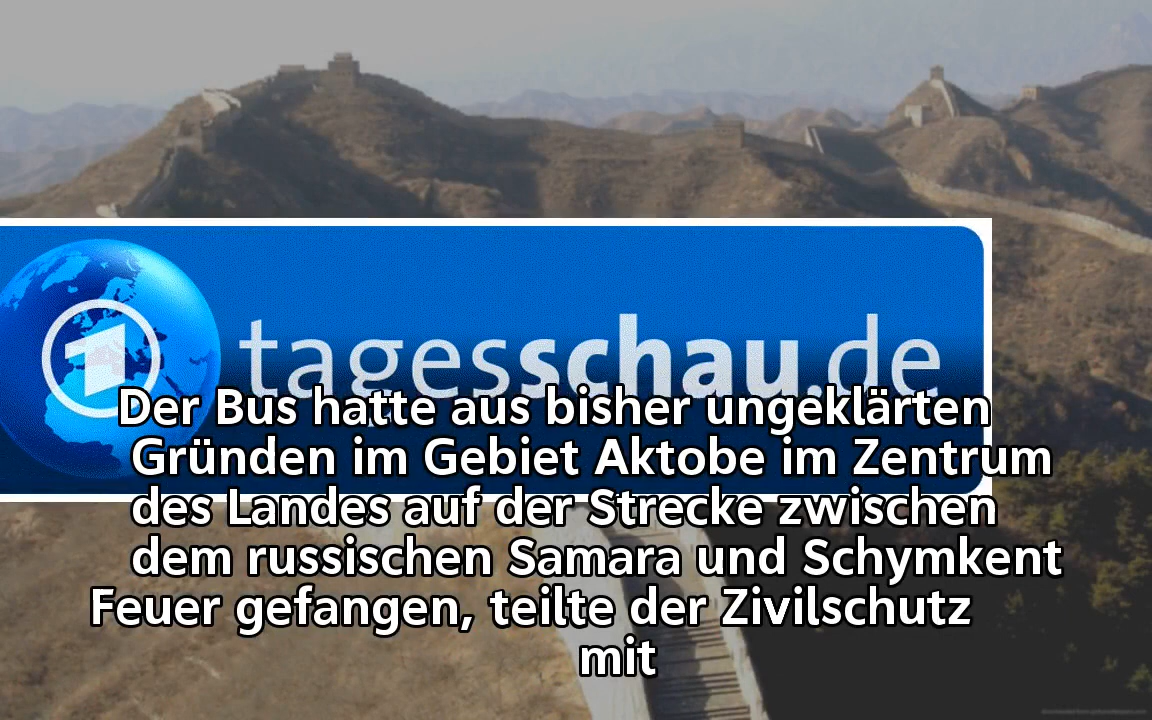 tagesschau.de
Der Bus hatte aus bisher ungeklärten
Gründen im Gebiet Aktobe im Zentrum
des Landes auf der Strecke zwischen
dem russischen Samara und Schymkent
Feuer gefangen, teilte der Zivilschutz
mit